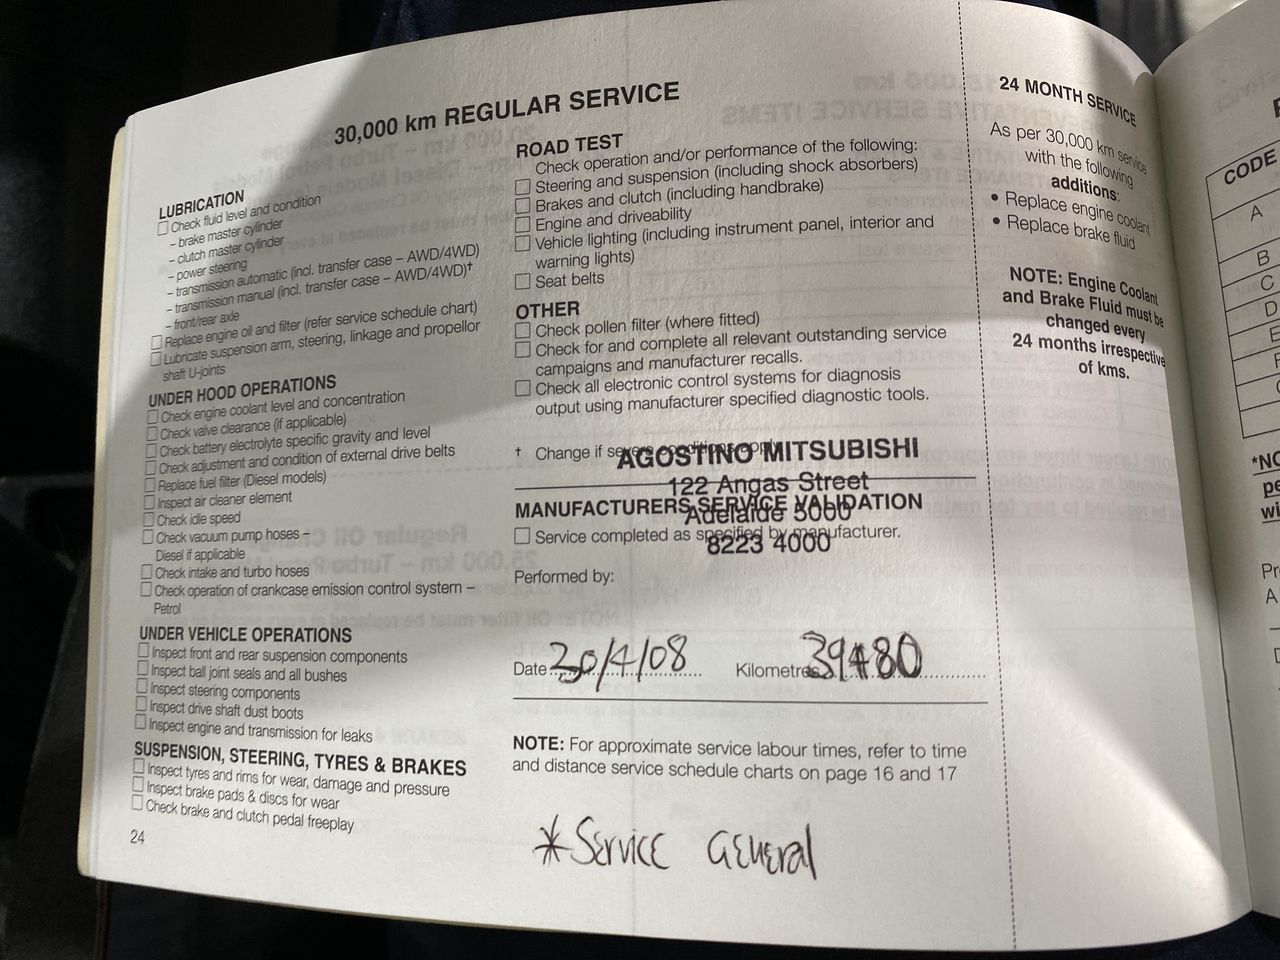 30,000 km REGULAR SERVICE
LUBRICATION
Check fluid level and condition
– brake master cylinder
– clutch master cylinder
– power steering
– transmission automatic (incl. transfer case – AWD/4WD)
– transmission manual (incl. transfer case – AWD/4WD)†
– front/rear axle
Replace engine oil and filter (refer service schedule chart)
Lubricate suspension arm, steering, linkage and propellor
shaft U-joints
UNDER HOOD OPERATIONS
Check engine coolant level and concentration
Check valve clearance (if applicable)
Check battery electrolyte specific gravity and level
Check adjustment and condition of external drive belts
Replace fuel filter (Diesel models)
Inspect air cleaner element
Check idle speed
Check vacuum pump hoses –
Diesel if applicable
Check intake and turbo hoses
Check operation of crankcase emission control system –
Petrol
UNDER VEHICLE OPERATIONS
Inspect front and rear suspension components
Inspect ball joint seals and all bushes
Inspect steering components
Inspect drive shaft dust boots
Inspect engine and transmission for leaks
SUSPENSION, STEERING, TYRES & BRAKES
Inspect tyres and rims for wear, damage and pressure
Inspect brake pads & discs for wear
Check brake and clutch pedal freeplay
24
ROAD TEST
Check operation and/or performance of the following:
Steering and suspension (including shock absorbers)
Brakes and clutch (including handbrake)
Engine and driveability
Vehicle lighting (including instrument panel, interior and
warning lights)
Seat belts
OTHER
Check pollen filter (where fitted)
Check for and complete all relevant outstanding service
campaigns and manufacturer recalls.
Check all electronic control systems for diagnosis
output using manufacturer specified diagnostic tools.
† Change if severe conditions apply
AGOSTINO MITSUBISHI
122 Angas Street
Adelaide 5000
8223 4000
MANUFACTURERS SERVICE VALIDATION
Service completed as specified by manufacturer.
Performed by:
Date 30/4/08 Kilometres 39480
NOTE: For approximate service labour times, refer to time
and distance service schedule charts on page 16 and 17
*Service General
24 MONTH SERVICE
As per 30,000 km service
with the following
additions:
• Replace engine coolant
• Replace brake fluid
NOTE: Engine Coolant
and Brake Fluid must be
changed every
24 months irrespective
of kms.
CODE
A
B
C
D
E